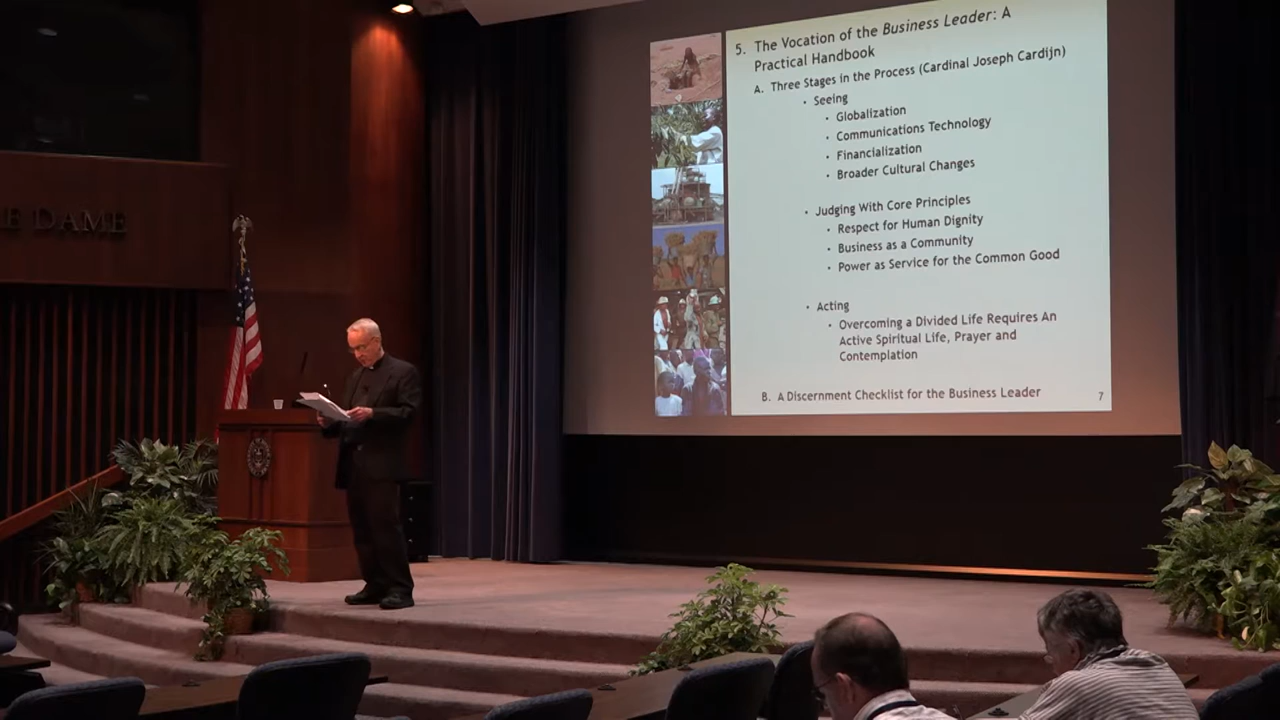 E DAME
5. The Vocation of the Business Leader: A
Practical Handbook
A. Three Stages in the Process (Cardinal Joseph Cardijn)
• Seeing
• Globalization
• Communications Technology
• Financialization
• Broader Cultural Changes
• Judging With Core Principles
• Respect for Human Dignity
• Business as a Community
• Power as Service for the Common Good
• Acting
• Overcoming a Divided Life Requires An
Active Spiritual Life, Prayer and
Contemplation
B. A Discernment Checklist for the Business Leader
7